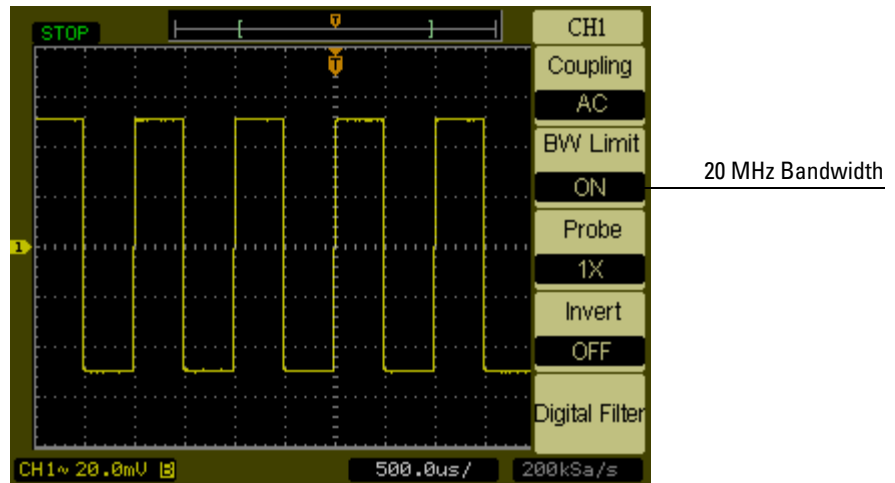 STOP
T
CH1
T
Coupling
AC
BW Limit
ON
20 MHz Bandwidth
Probe
1
1X
Invert
OFF
Digital Filter
CH1~ 20.0mV B
500.0us/
200kSa/s